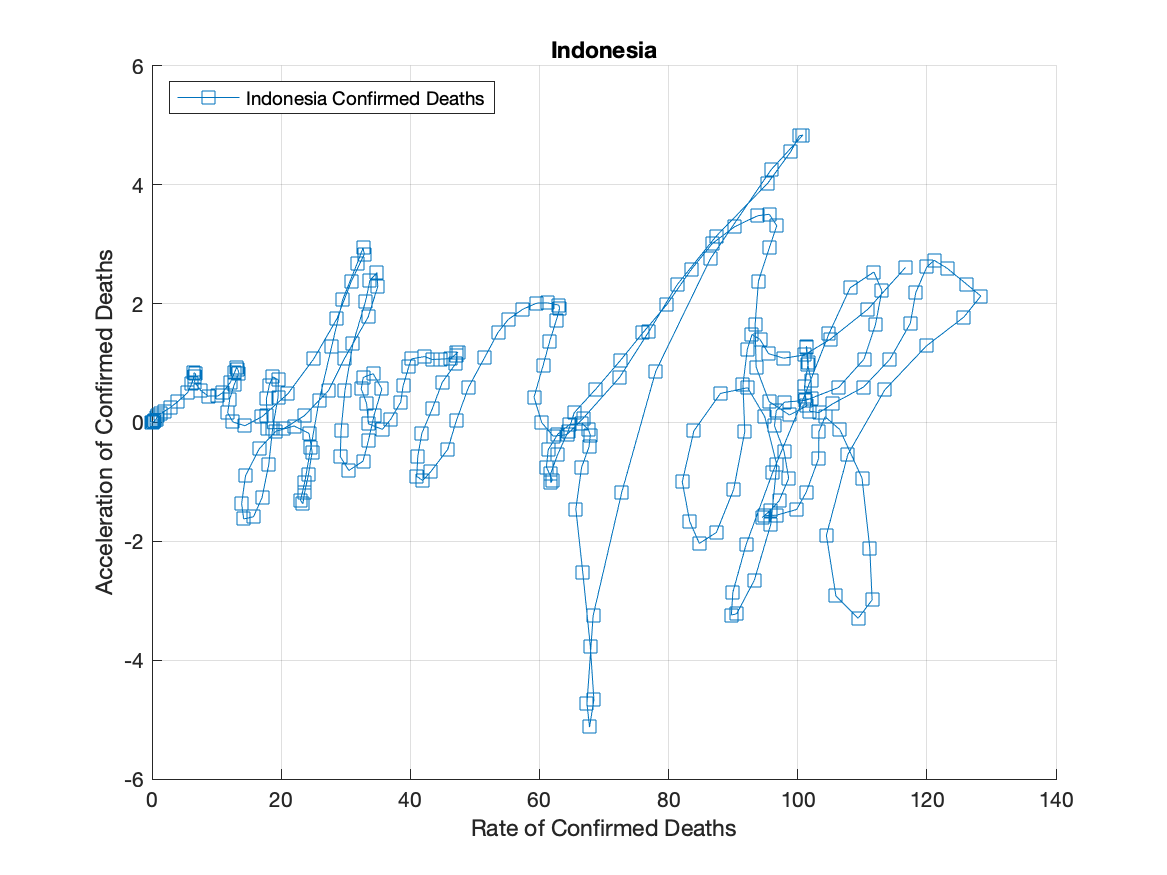 Indonesia
Indonesia Confirmed Deaths
6
4
2
0
-2
-4
-6
Acceleration of Confirmed Deaths
0 20 40 60 80 100 120 140
Rate of Confirmed Deaths